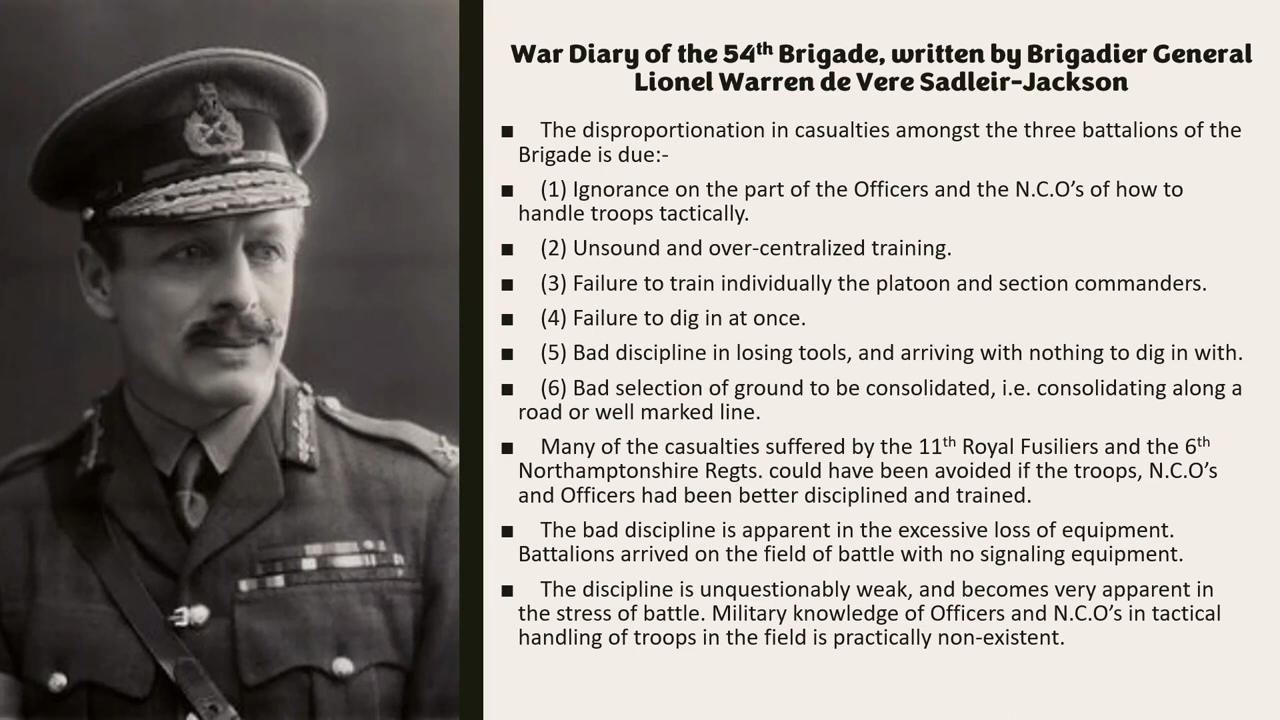 War Diary of the 54th Brigade, written by Brigadier General
Lionel Warren de Vere Sadleir-Jackson
■ The disproportionation in casualties amongst the three battalions of the
Brigade is due:-
■ (1) Ignorance on the part of the Officers and the N.C.O’s of how to
handle troops tactically.
■ (2) Unsound and over-centralized training.
■ (3) Failure to train individually the platoon and section commanders.
■ (4) Failure to dig in at once.
■ (5) Bad discipline in losing tools, and arriving with nothing to dig in with.
■ (6) Bad selection of ground to be consolidated, i.e. consolidating along a
road or well marked line.
■ Many of the casualties suffered by the 11th Royal Fusiliers and the 6th
Northamptonshire Regts. could have been avoided if the troops, N.C.O’s
and Officers had been better disciplined and trained.
■ The bad discipline is apparent in the excessive loss of equipment.
Battalions arrived on the field of battle with no signaling equipment.
■ The discipline is unquestionably weak, and becomes very apparent in
the stress of battle. Military knowledge of Officers and N.C.O’s in tactical
handling of troops in the field is practically non-existent.